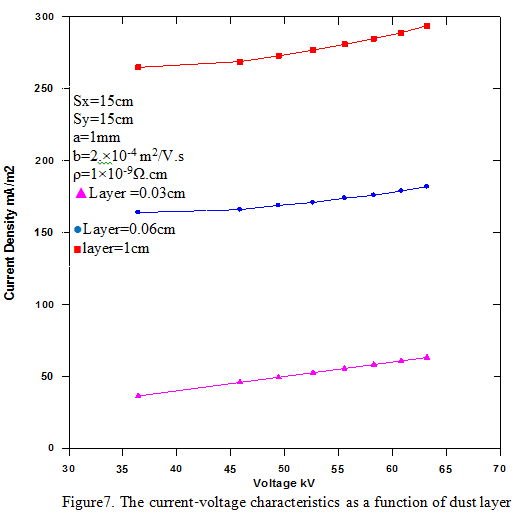 300
250
200
150
100
50
0
Current Density mA/m2
Sx=15cm
Sy=15cm
a=1mm
b=2.×10⁻⁴ m²/V.s
ρ=1×10⁻⁹Ω.cm
▲Layer=0.03cm
●Layer=0.06cm
■layer=1cm
30 35 40 45 50 55 60 65 70
Voltage kV
Figure7. The current-voltage characteristics as a function of dust layer